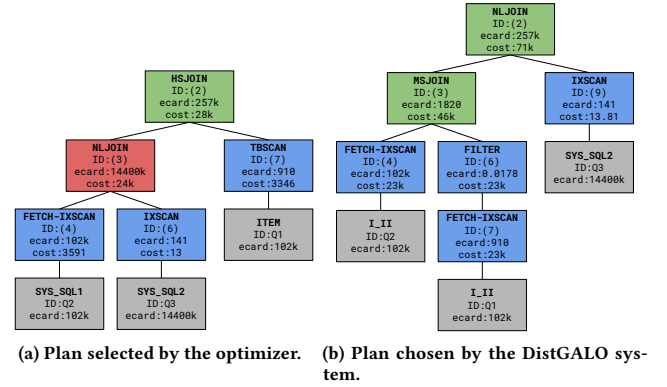 HSJOIN
ID:(2)
ecard:257k
cost:28k
NLJOIN
ID:(3)
ecard:14400k
cost:24k
TBSCAN
ID:(7)
ecard:910
cost:3346
FETCH-IXSCAN
ID:(4)
ecard:102k
cost:3591
IXSCAN
ID:(6)
ecard:141
cost:13
ITEM
ID:Q1
ecard:102k
SYS_SQL1
ID:Q2
ecard:102k
SYS_SQL2
ID:Q3
ecard:14400k
(a) Plan selected by the optimizer.
NLJOIN
ID:(2)
ecard:257k
cost:71k
MSJOIN
ID:(3)
ecard:1820
cost:46k
IXSCAN
ID:(9)
ecard:141
cost:13.81
FETCH-IXSCAN
ID:(4)
ecard:102k
cost:23k
FILTER
ID:(6)
ecard:0.0178
cost:23k
SYS_SQL2
ID:Q3
ecard:14400k
I_II
ID:Q2
ecard:102k
FETCH-IXSCAN
ID:(7)
ecard:910
cost:23k
I_II
ID:Q1
ecard:102k
(b) Plan chosen by the DistGALO sys-
tem.